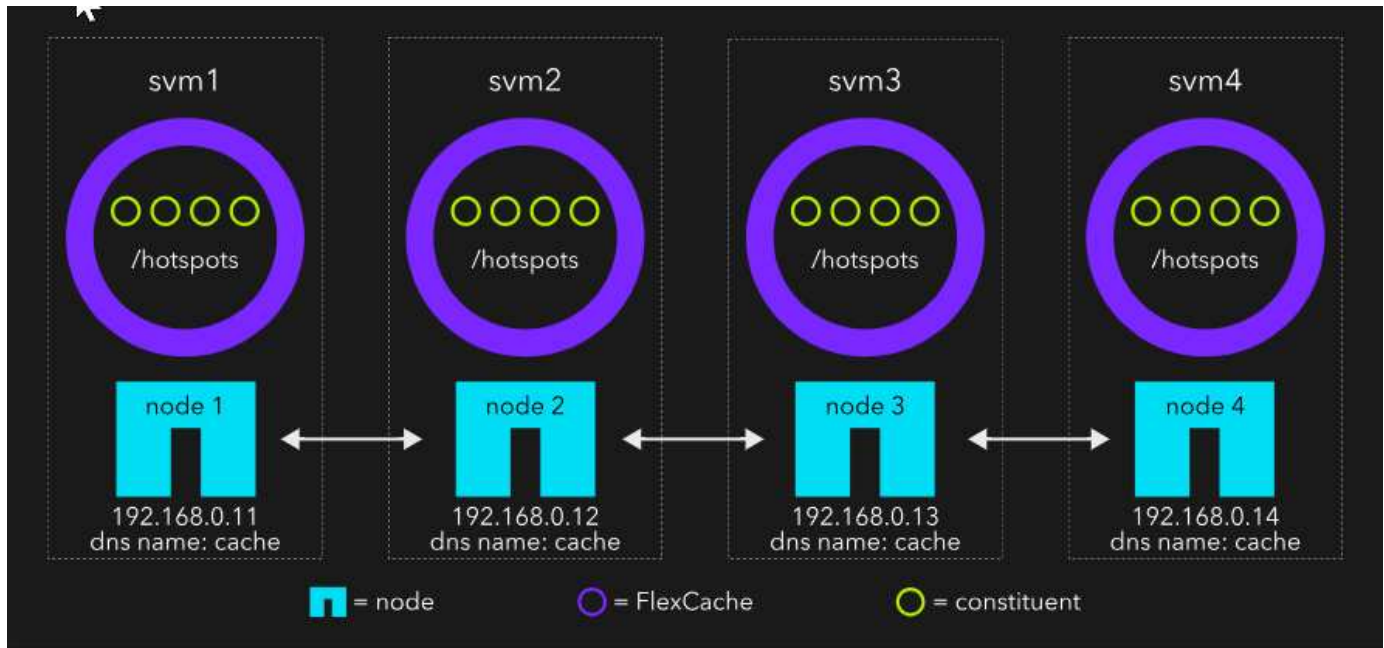 svm1
svm2
svm3
svm4
/hotspots
/hotspots
/hotspots
/hotspots
node 1
node 2
node 3
node 4
192.168.0.11
dns name: cache
192.168.0.12
dns name: cache
192.168.0.13
dns name: cache
192.168.0.14
dns name: cache
= node
= FlexCache
= constituent